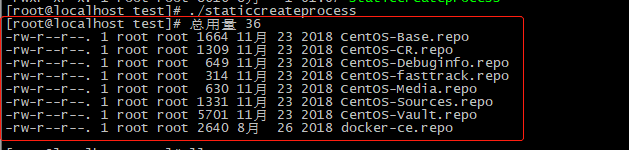 [root@localhost test]# ./staticcreateprocess
[root@localhost test]# 总用量 36
-rw-r--r--. 1 root root 1664 11月 23 2018 CentOS-Base.repo
-rw-r--r--. 1 root root 1309 11月 23 2018 CentOS-CR.repo
-rw-r--r--. 1 root root  649 11月 23 2018 CentOS-Debuginfo.repo
-rw-r--r--. 1 root root  314 11月 23 2018 CentOS-fasttrack.repo
-rw-r--r--. 1 root root  630 11月 23 2018 CentOS-Media.repo
-rw-r--r--. 1 root root 1331 11月 23 2018 CentOS-Sources.repo
-rw-r--r--. 1 root root 5701 11月 23 2018 CentOS-Vault.repo
-rw-r--r--. 1 root root 2640 8月  26 2018 docker-ce.repo